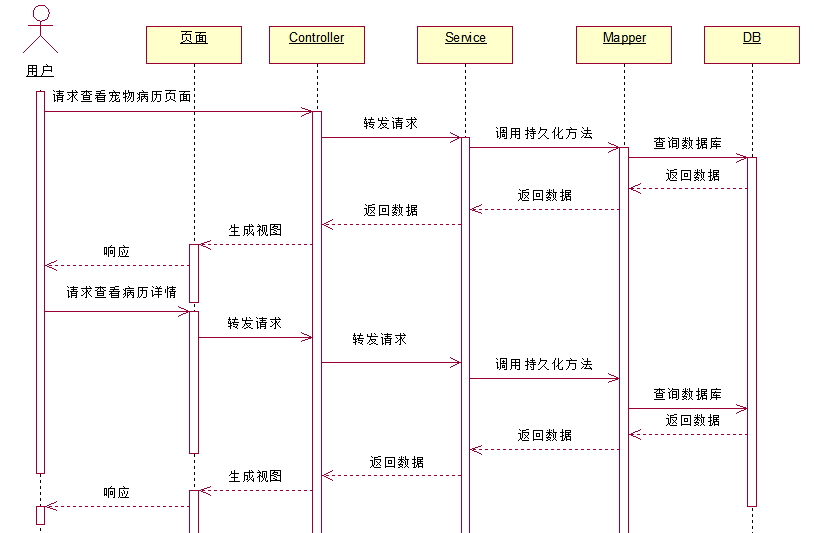 用户
页面
Controller
Service
Mapper
DB
请求查看宠物病历页面
转发请求
调用持久化方法
查询数据库
返回数据
返回数据
返回数据
生成视图
响应
请求查看病历详情
转发请求
转发请求
调用持久化方法
查询数据库
返回数据
返回数据
返回数据
生成视图
响应